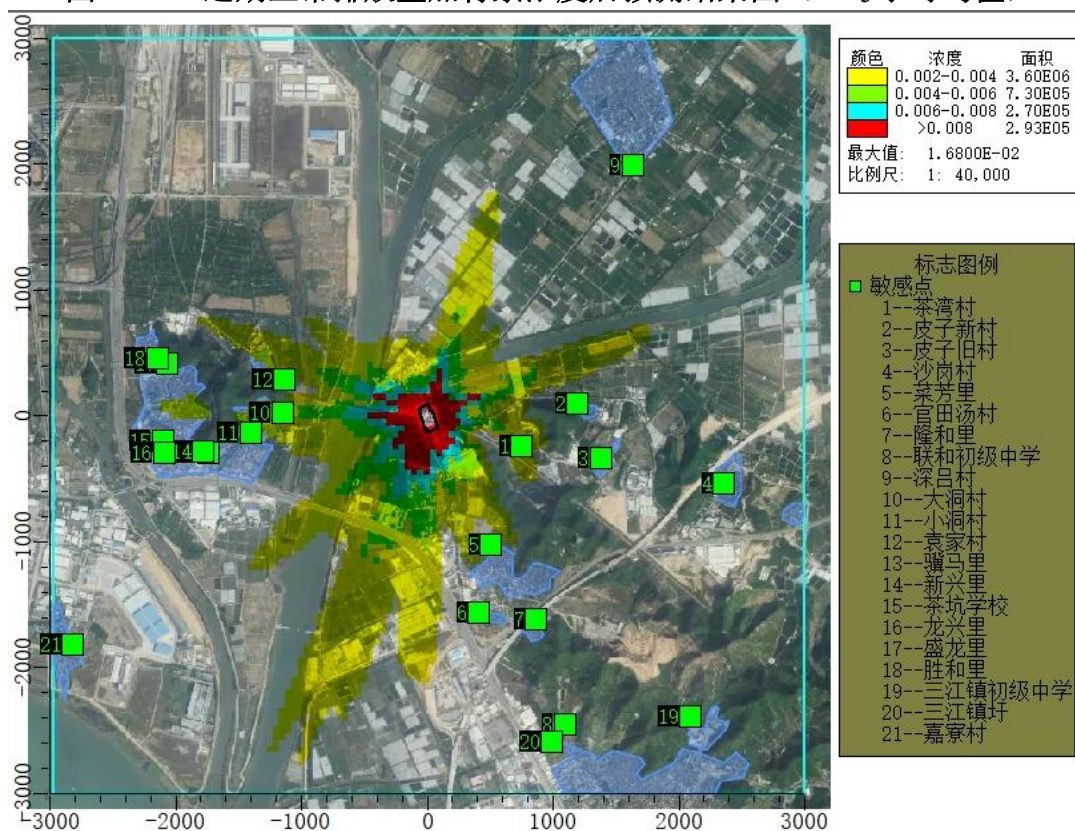 颜色 浓度 面积
0.002-0.004 3.60E06
0.004-0.006 7.30E05
0.006-0.008 2.70E05
>0.008 2.93E05
最大值: 1.6800E-02
比例尺: 1: 40,000
标志图例
敏感点
1--茶湾村
2--皮子新村
3--皮子旧村
4--沙岗村
5--菜芳里
6--官田汤村
7--隆和里
8--联和初级中学
9--深吕村
10--大洞村
11--小洞村
12--袁家村
13--骥马里
14--新兴里
15--茶坑学校
16--龙兴里
17--盛龙里
18--胜和里
19--三江镇初级中学
20--三江镇圩
21--嘉寮村
3000
2000
1000
0
-1000
-2000
-3000
-3000 -2000 -1000 0 1000 2000 3000
9
18
12
10
11
15
16
14
1
2
3
4
5
6
7
21
8
19
20